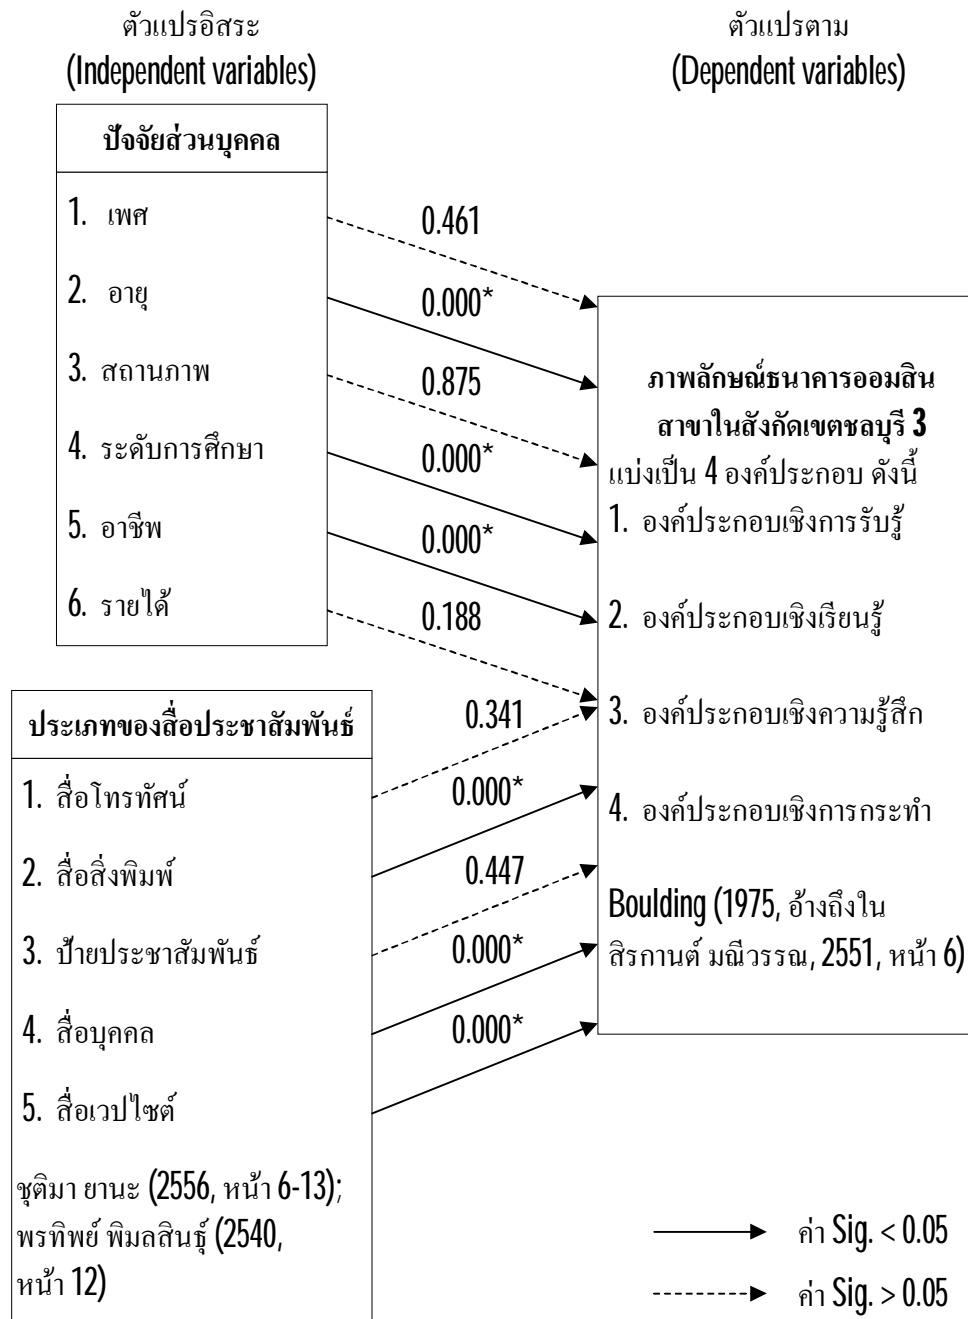 ตัวแปรอิสระ
(Independent variables)
ตัวแปรตาม
(Dependent variables)
ปัจจัยส่วนบุคคล
1. เพศ
2. อายุ
3. สถานภาพ
4. ระดับการศึกษา
5. อาชีพ
6. รายได้
0.461
0.000*
0.875
0.000*
0.000*
0.188
ประเภทของสื่อประชาสัมพันธ์
1. สื่อโทรทัศน์
2. สื่อสิ่งพิมพ์
3. ป้ายประชาสัมพันธ์
4. สื่อบุคคล
5. สื่อเวปไซต์
ชุติมา ยานะ (2556, หน้า 6-13);
พรทิพย์ พิมลสินธุ์ (2540,
หน้า 12)
0.341
0.000*
0.447
0.000*
0.000*
ภาพลักษณ์ธนาคารออมสิน
สาขาในสังกัดเขตชลบุรี 3
แบ่งเป็น 4 องค์ประกอบ ดังนี้
1. องค์ประกอบเชิงการรับรู้
2. องค์ประกอบเชิงเรียนรู้
3. องค์ประกอบเชิงความรู้สึก
4. องค์ประกอบเชิงการกระทำ
Boulding (1975, อ้างถึงใน
สิรกานต์ มณีวรรณ, 2551, หน้า 6)
ค่า Sig. < 0.05
ค่า Sig. > 0.05